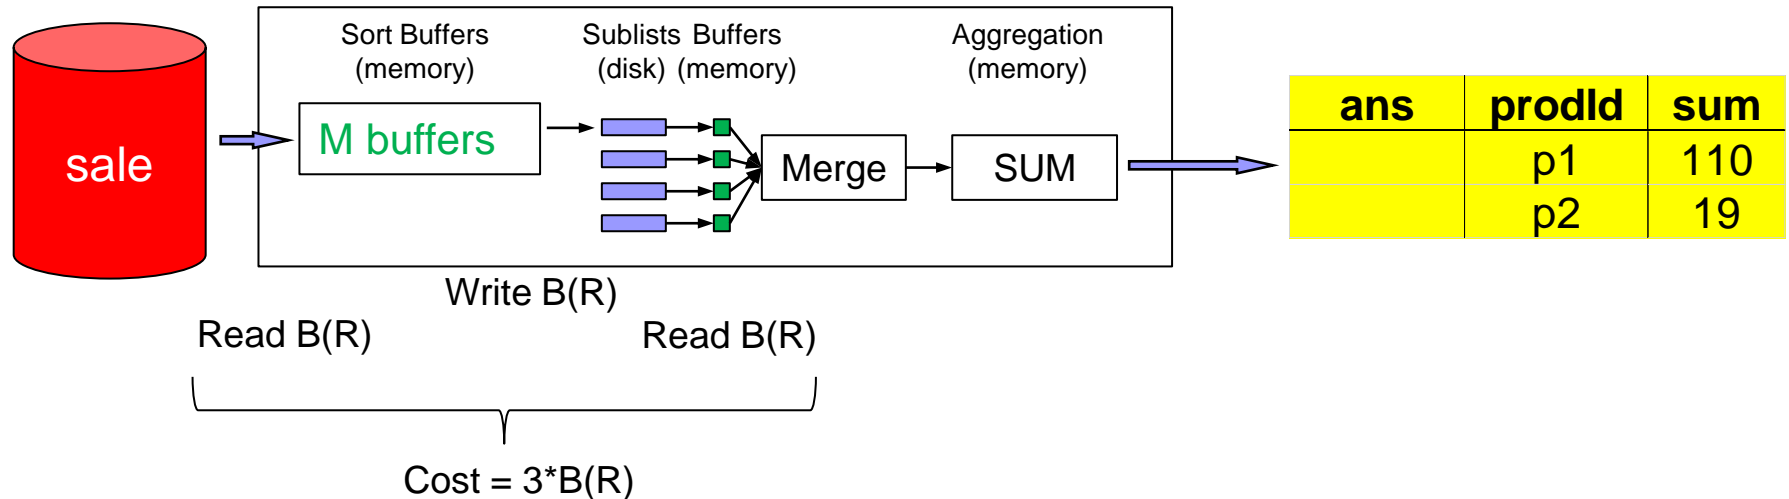 sale
Sort Buffers
(memory)
M buffers
Sublists Buffers
(disk) (memory)
Merge
Aggregation
(memory)
SUM
ans prodId sum
p1 110
p2 19
Write B(R)
Read B(R) Read B(R)
Cost = 3*B(R)